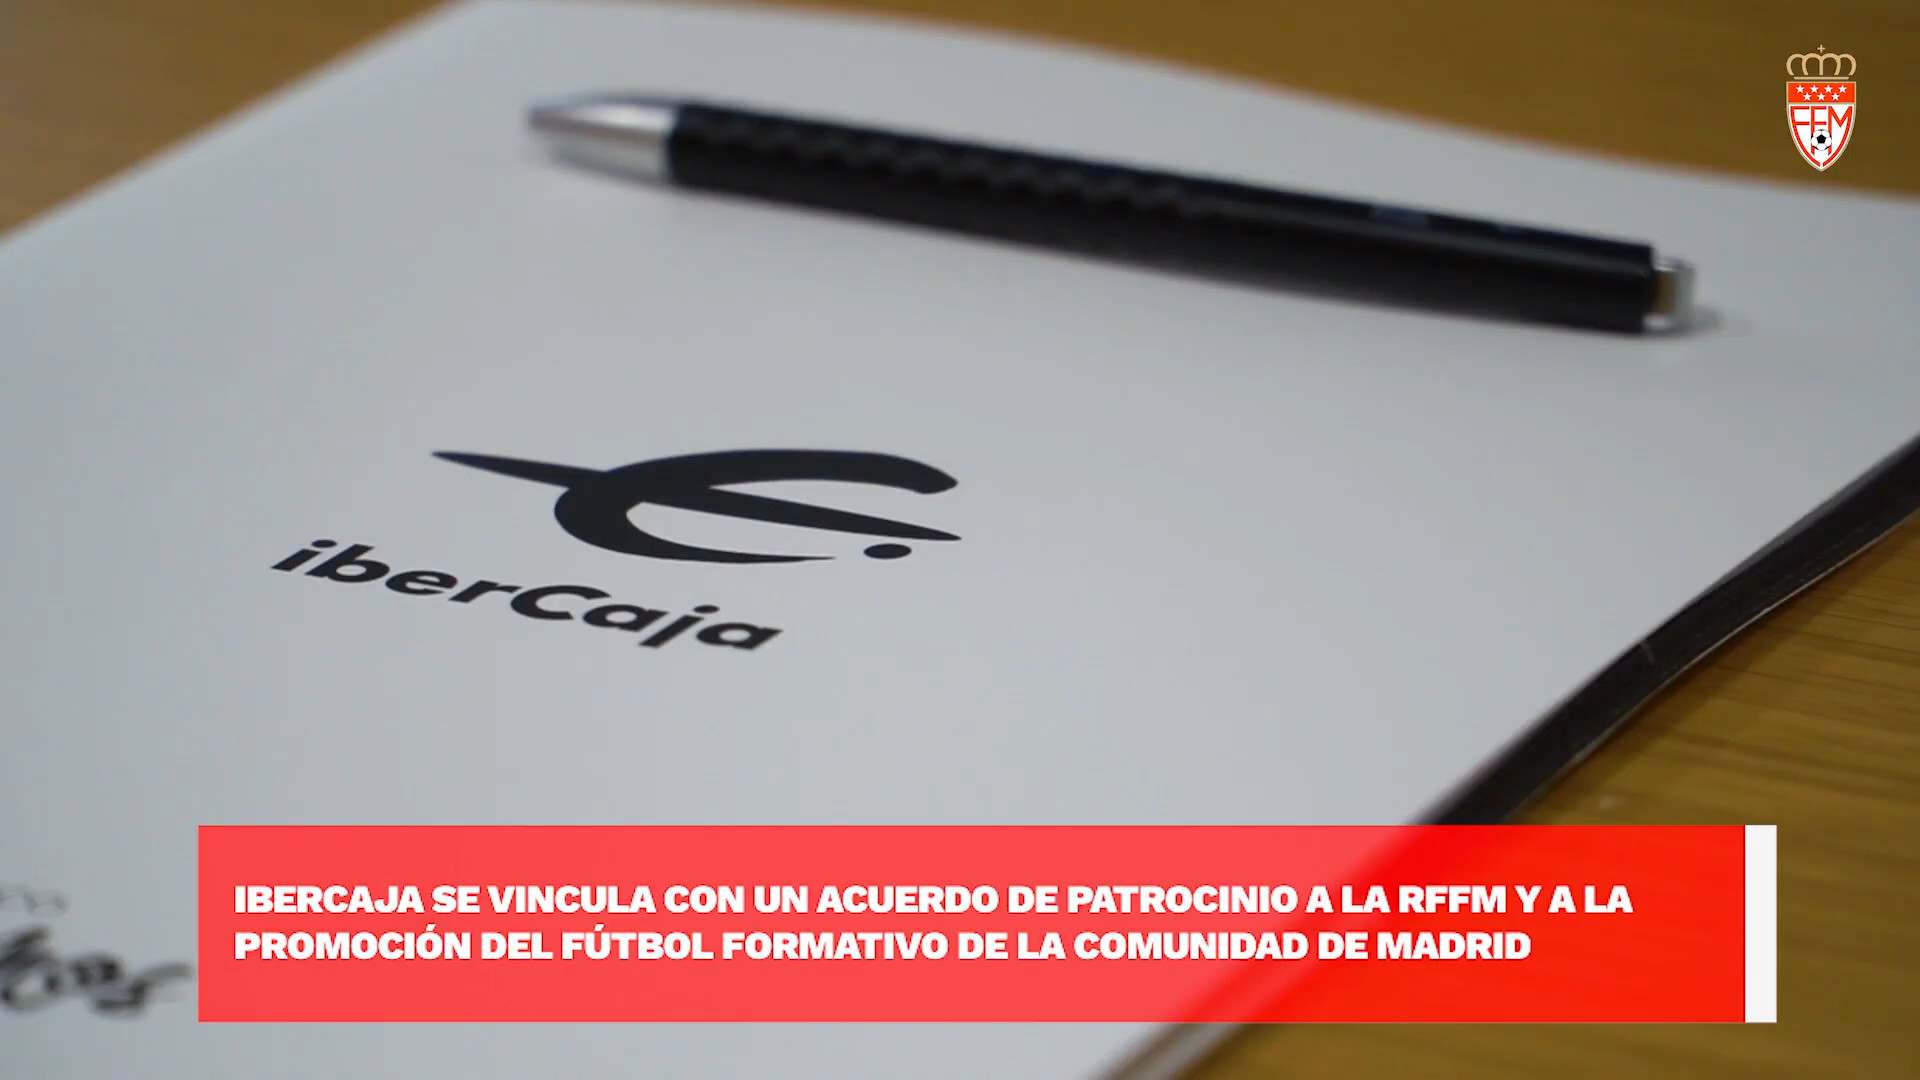 FFM
iberCaja
IBERCAJA SE VINCULA CON UN ACUERDO DE PATROCINIO A LA RFFM Y A LA
PROMOCIÓN DEL FÚTBOL FORMATIVO DE LA COMUNIDAD DE MADRID